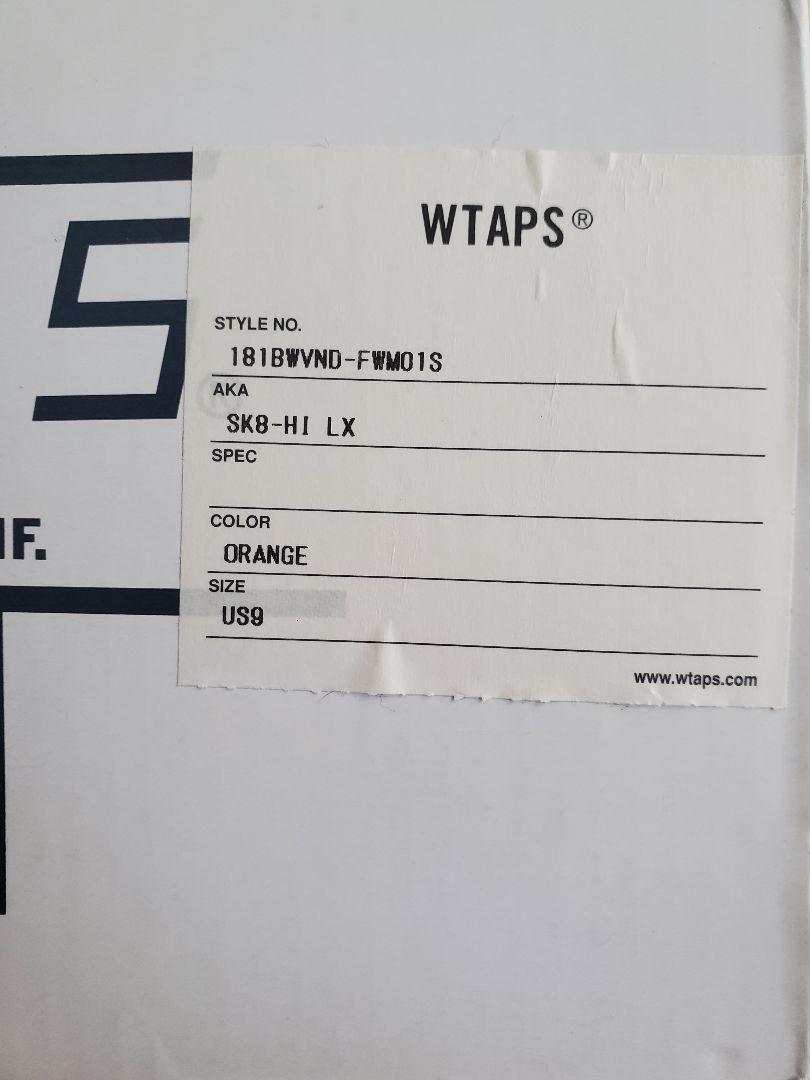 WTAPS®
STYLE NO.
181BWVND-FWM01S
AKA
SK8-HI LX
SPEC
COLOR
ORANGE
SIZE
US9
www.wtaps.com
S
F.